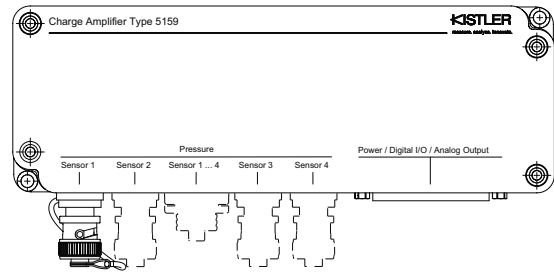 Charge Amplifier Type 5159
KISTLER
measure. analyze. innovate.
Pressure
Sensor 1
Sensor 2
Sensor 1 ... 4
Sensor 3
Sensor 4
Power / Digital I/O / Analog Output